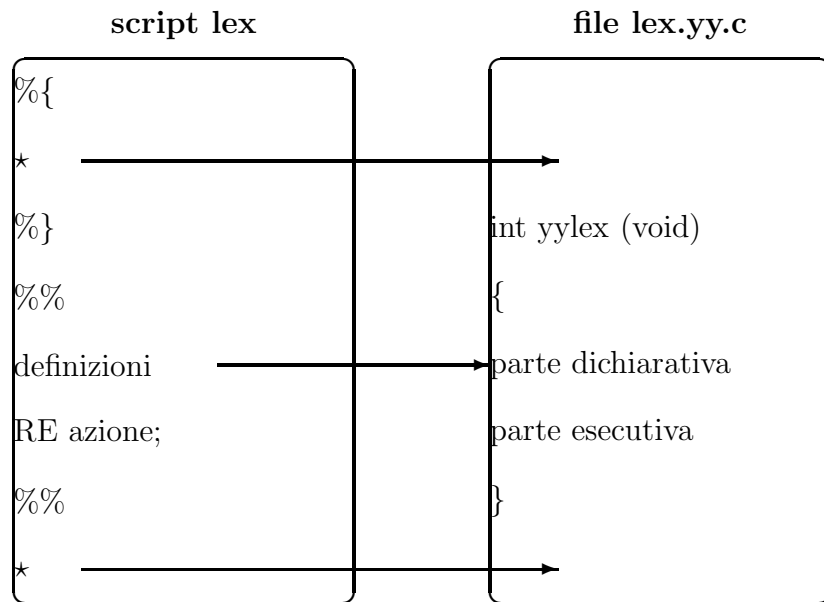 script lex
file lex.yy.c
%{
⋆
%}
int yylex (void)
%%
{
definizioni
parte dichiarativa
RE azione;
parte esecutiva
%%
}
⋆